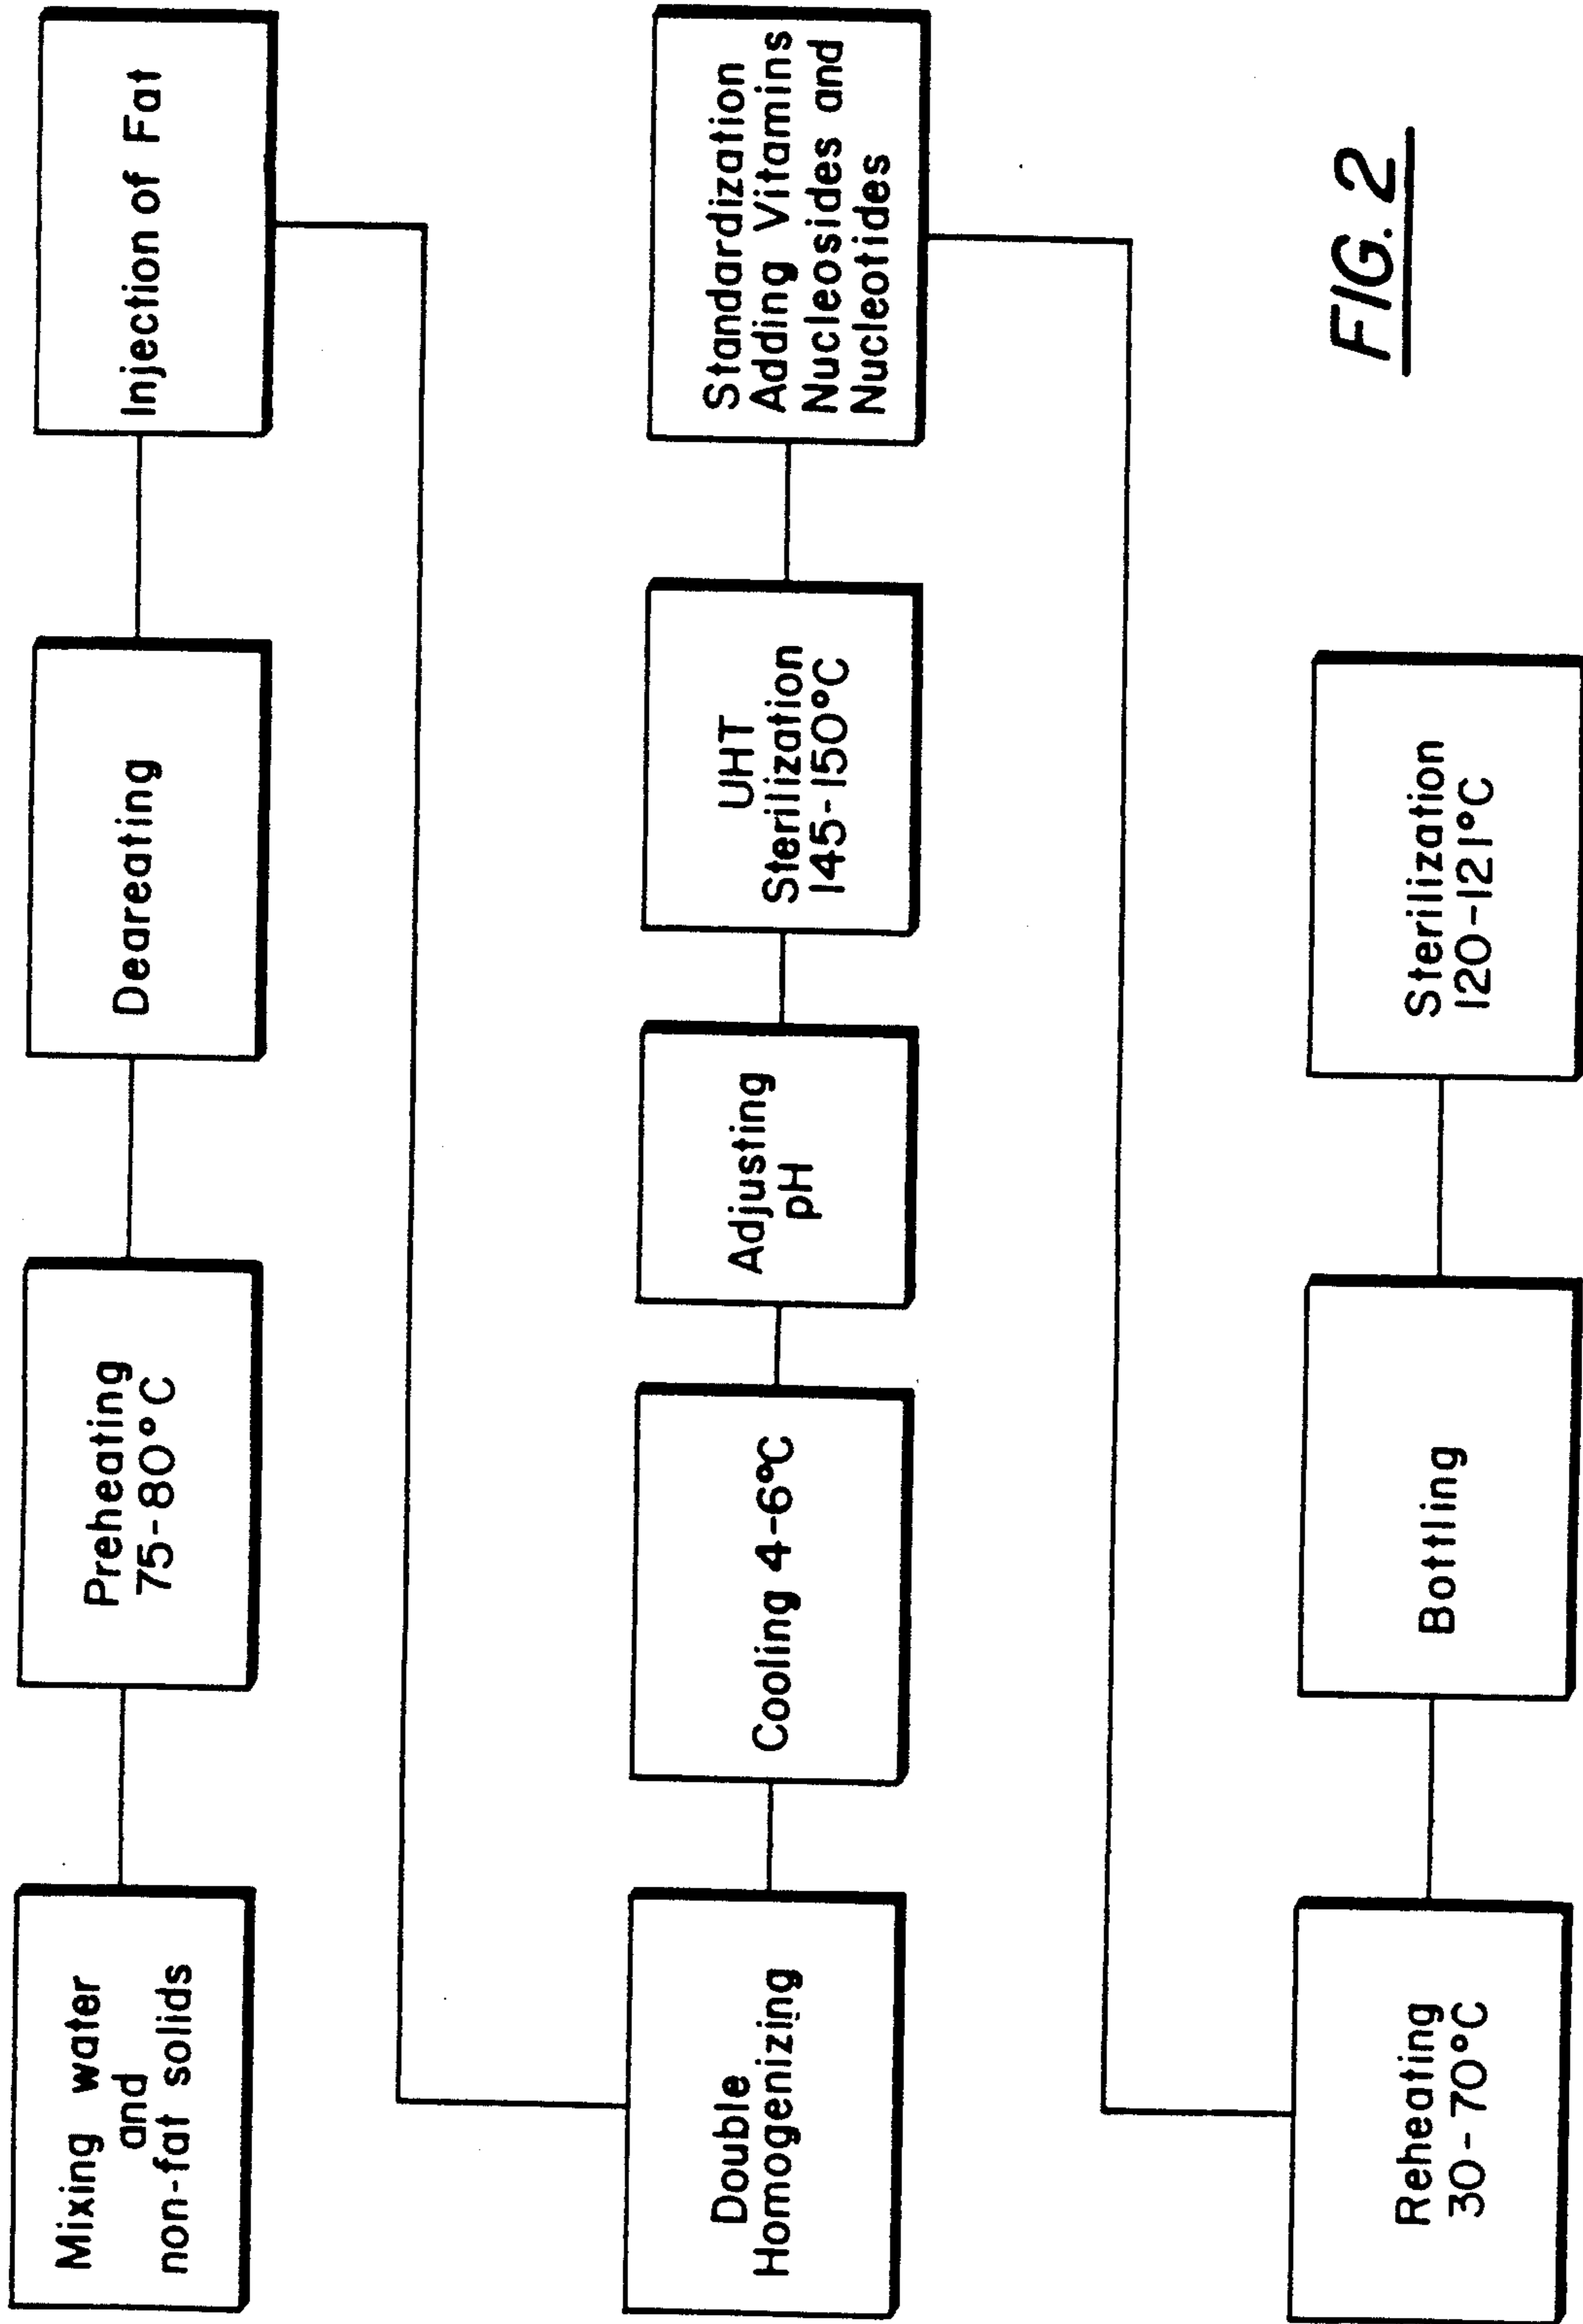 Mixing water
and
non-fat solids
Preheating
75-80°C
Deareating
Injection of Fat
Double
Homogenizing
Cooling 4-6°C
Adjusting
pH
UHT
Sterilization
145-150°C
Standardization
Adding Vitamins
Nucleosides and
Nucleotides
Reheating
30-70°C
Bottling
Sterilization
120-121°C
FIG. 2